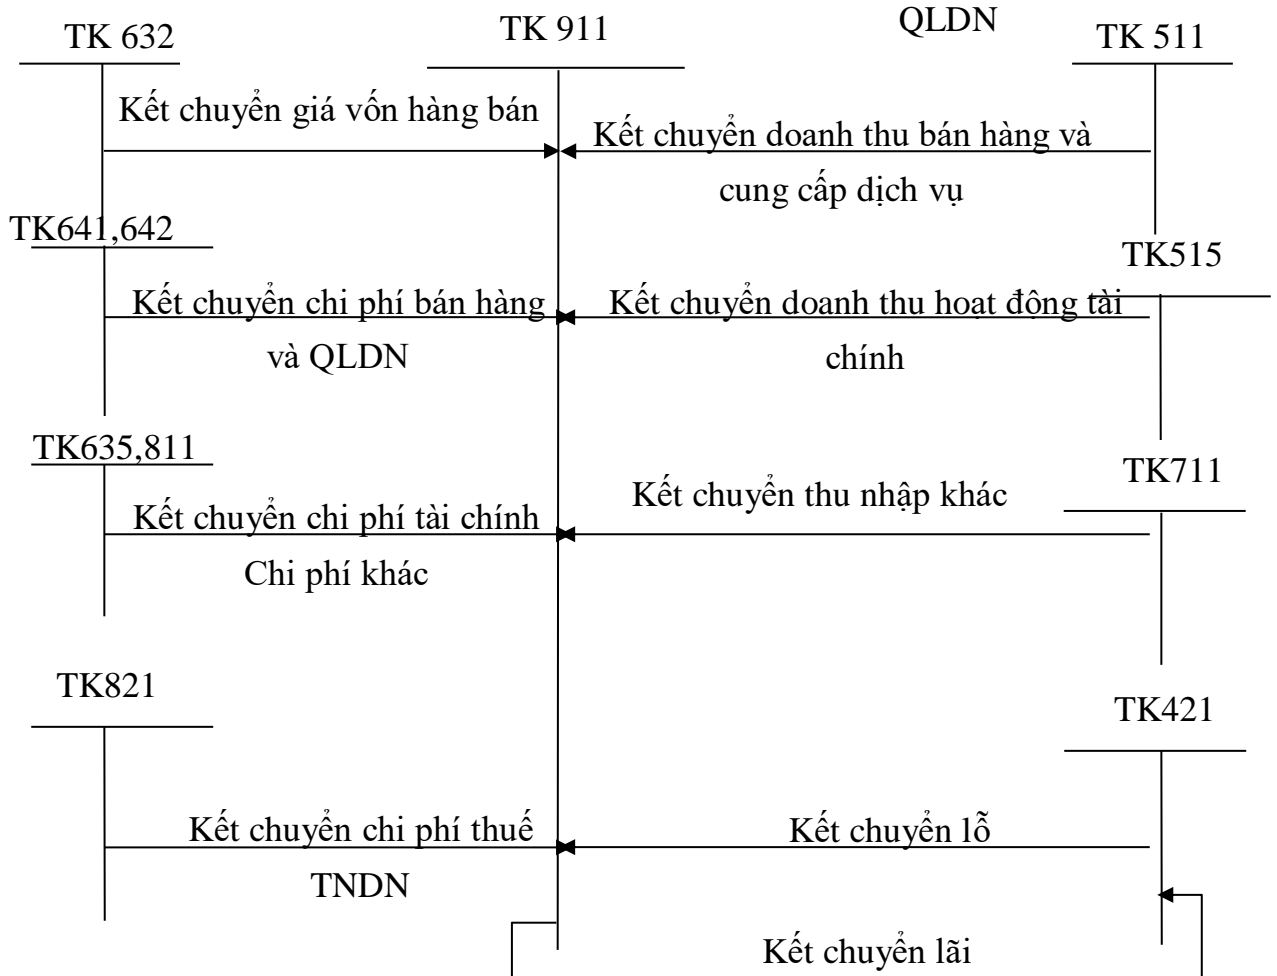 QLDN
TK 632
TK 911
TK 511
Kết chuyển giá vốn hàng bán
Kết chuyển doanh thu bán hàng và
cung cấp dịch vụ
TK641,642
TK515
Kết chuyển chi phí bán hàng
và QLDN
Kết chuyển doanh thu hoạt động tài
chính
TK635,811
TK711
Kết chuyển chi phí tài chính
Chi phí khác
Kết chuyển thu nhập khác
TK821
TK421
Kết chuyển chi phí thuế
TNDN
Kết chuyển lỗ
Kết chuyển lãi